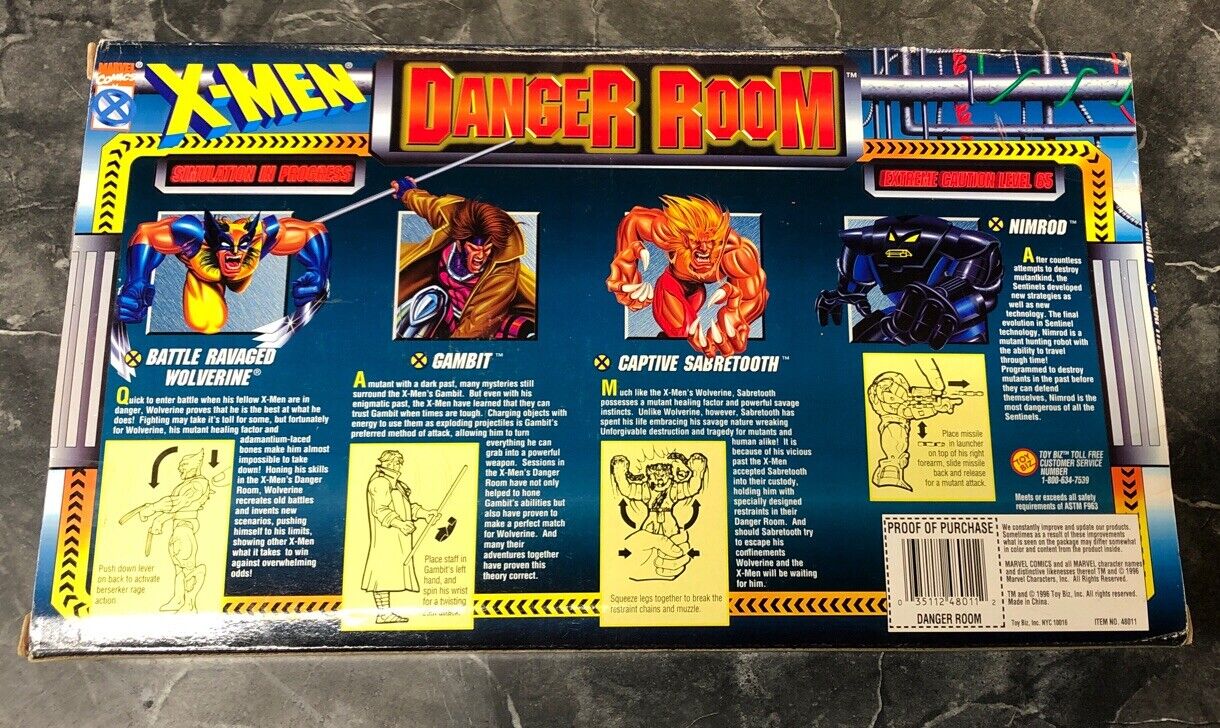 MARVEL
COMICS
X
X-MEN®
DANGER ROOM™
SIMULATION IN PROGRESS
EXTREME CAUTION LEVEL 65
BATTLE RAVAGED
WOLVERINE®
Quick to enter battle when his fellow X-Men are in
danger, Wolverine proves that he is the best at what he
does! Fighting may take it's toll for some, but fortunately
for Wolverine, his mutant healing factor and
adamantium-laced
bones make him almost
impossible to take
down! Honing his skills
in the X-Men's Danger
Room, Wolverine
recreates old battles
and invents new
scenarios, pushing
himself to his limits,
showing other X-Men
what it takes to win
against overwhelming
odds!
Push down lever
on back to activate
berserker rage
action
GAMBIT™
A mutant with a dark past, many mysteries still
surround the X-Men's Gambit. But even with his
enigmatic past, the X-Men have learned that they can
trust Gambit when times are tough. Charging objects with
energy to use them as exploding projectiles is Gambit's
preferred method of attack, allowing him to turn
everything he can
grab into a powerful
weapon. Sessions in
the X-Men's Danger
Room have not only
helped to hone
Gambit's abilities but
also have proven to
make a perfect match
for Wolverine. And
many their
adventures together
have proven this
theory correct.
Place staff in
Gambit's left
hand, and
spin his wrist
for a twisting
CAPTIVE SABRETOOTH™
Much like the X-Men's Wolverine, Sabretooth
possesses a mutant healing factor and powerful savage
instincts. Unlike Wolverine, however, Sabretooth has
spent his life embracing his savage nature wreaking
Unforgivable destruction and tragedy for mutants and
human alike! It is
because of his vicious
past the X-Men
accepted Sabretooth
into their custody,
holding him with
specially designed
restraints in their
Danger Room. And
should Sabretooth try
to escape his
confinements
Wolverine and the
X-Men will be waiting
for him.
Squeeze legs together to break the
restraint chains and muzzle.
NIMROD™
After countless
attempts to destroy
mutantkind, the
Sentinels developed
new strategies as
well as new
technology. The final
evolution in Sentinel
technology, Nimrod is a
mutant hunting robot with
the ability to travel
through time!
Programmed to destroy
mutants in the past before
they can defend
themselves, Nimrod is the
most dangerous of all the
Sentinels.
Place missile
in launcher
on top of his right
forearm, slide missile
back and release
for a mutant attack.
TOY
BIZ
TOY BIZ™ TOLL FREE
CUSTOMER SERVICE
NUMBER
1-800-634-7539
Meets or exceeds all safety
requirements of ASTM F963
PROOF OF PURCHASE
0 35112 48011 2
DANGER ROOM
We constantly improve and update our products.
Sometimes as a result of these improvements
what is seen on the package may differ somewhat
in color and content from the product inside.
MARVEL COMICS and all MARVEL character names
and distinctive likenesses thereof TM and © 1996
Marvel Characters, Inc. All Rights Reserved.
TM and © 1996 Toy Biz, Inc. All rights reserved.
Made in China.
Toy Biz, Inc. NYC 10016 ITEM NO. 48011